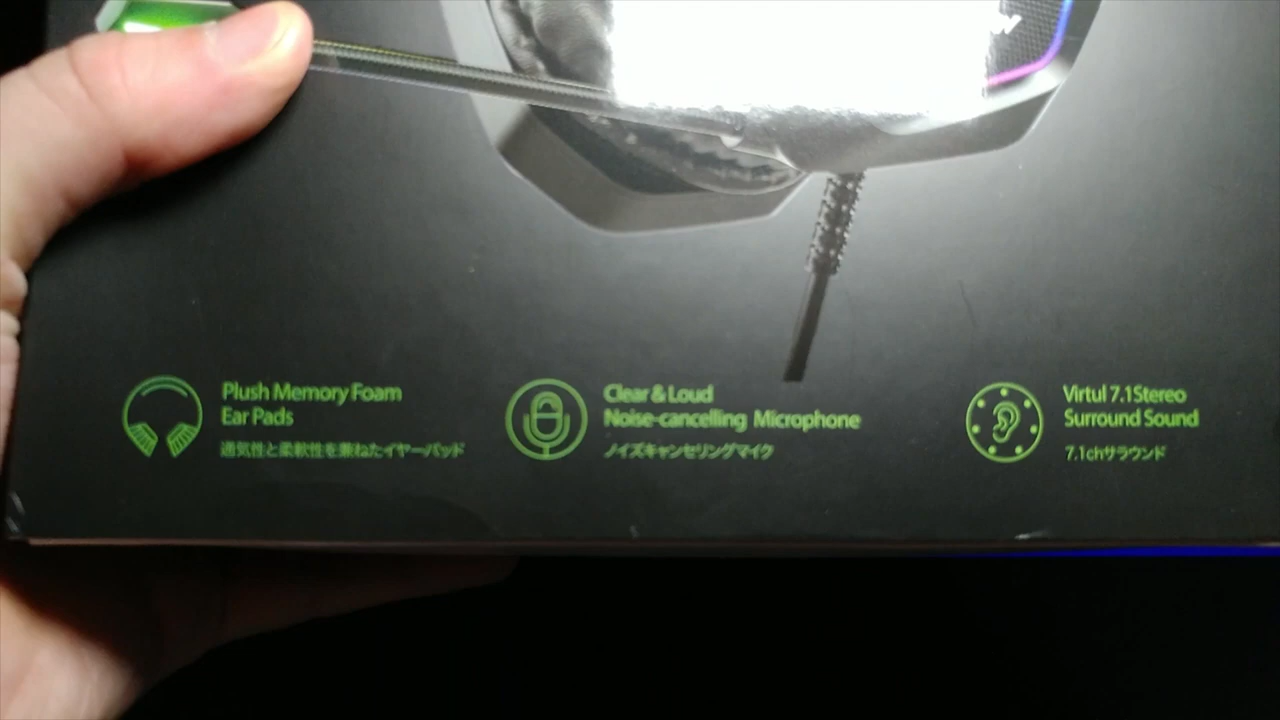 Plush Memory Foam
Ear Pads
通気性と柔軟性を兼ねたイヤーパッド
Clear & Loud
Noise-cancelling Microphone
ノイズキャンセリングマイク
Virtul 7.1Stereo
Surround Sound
7.1chサラウンド